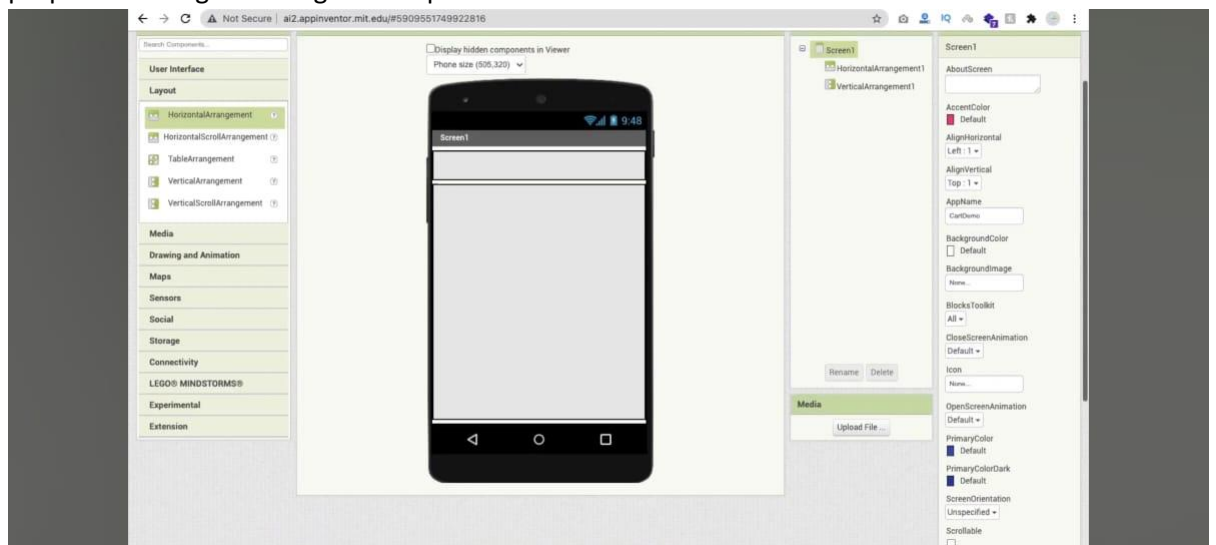 Not Secure | ai2.appinventor.mit.edu/#5909551749922816
Search Components...
User Interface
Layout
HorizontalArrangement
HorizontalScrollArrangement
TableArrangement
VerticalArrangement
VerticalScrollArrangement
Media
Drawing and Animation
Maps
Sensors
Social
Storage
Connectivity
LEGO® MINDSTORMS®
Experimental
Extension
Display hidden components in Viewer
Phone size (505,320)
9:48
Screen1
Screen1
HorizontalArrangement1
VerticalArrangement1
Rename Delete
Media
Upload File ...
Screen1
AboutScreen
AccentColor
Default
AlignHorizontal
Left : 1
AlignVertical
Top : 1
AppName
CartDemo
BackgroundColor
Default
BackgroundImage
None...
BlocksToolkit
All
CloseScreenAnimation
Default
Icon
None...
OpenScreenAnimation
Default
PrimaryColor
Default
PrimaryColorDark
Default
ScreenOrientation
Unspecified
Scrollable